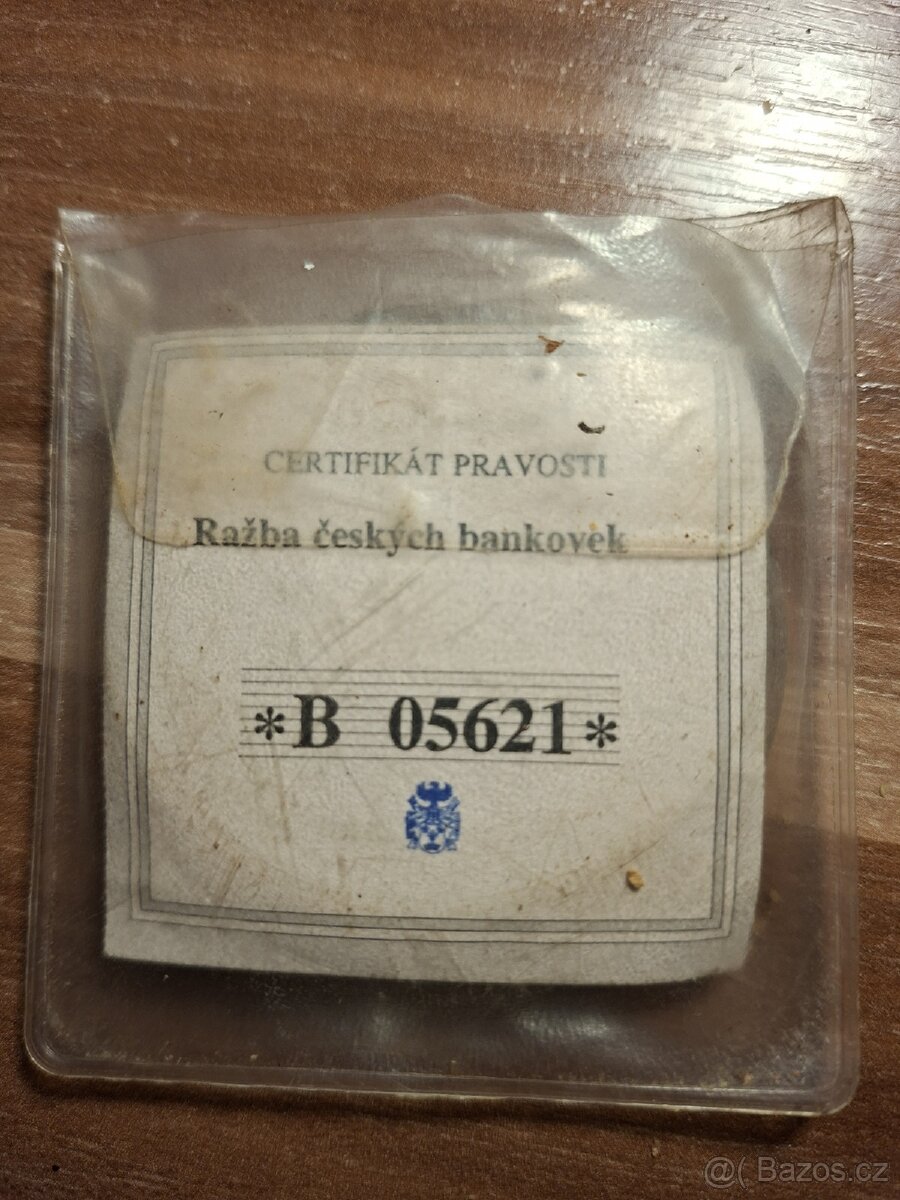 CERTIFIKÁT PRAVOSTI
Ražba českých bankovek
*B 05621*
@( Bazos.cz